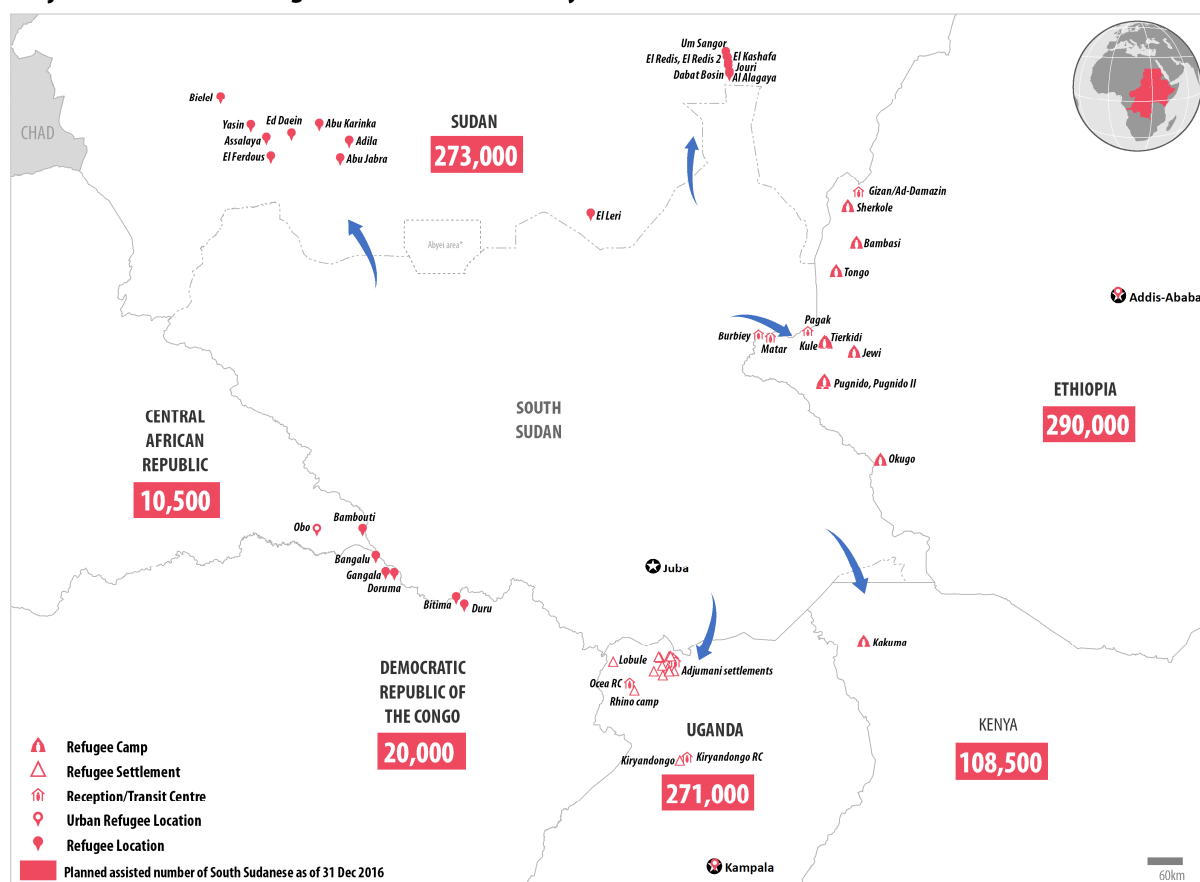 Um Sangor
El Redis, El Redis 2
El Kashafa
Jouri
Dabat Bosin
Al Alagaya
Bielel
CHAD
Yasin
Ed Daein
Abu Karinka
Assalaya
Adila
El Ferdous
Abu Jabra
SUDAN
273,000
El Leri
Abyei area*
Gizan/Ad-Damazin
Sherkole
Bambasi
Tongo
Addis-Ababa
Pagak
Burbiey
Matar
Kule
Tierkidi
Jewi
Pugnido, Pugnido II
ETHIOPIA
290,000
SOUTH
SUDAN
CENTRAL
AFRICAN
REPUBLIC
10,500
Okugo
Obo
Bambouti
Bangalu
Gangala
Doruma
Bitima
Duru
Juba
Kakuma
Lobule
Adjumani settlements
Ocea RC
Rhino camp
DEMOCRATIC
REPUBLIC OF
THE CONGO
20,000
UGANDA
Kiryandongo
Kiryandongo RC
271,000
KENYA
108,500
Kampala
Refugee Camp
Refugee Settlement
Reception/Transit Centre
Urban Refugee Location
Refugee Location
Planned assisted number of South Sudanese as of 31 Dec 2016
60km